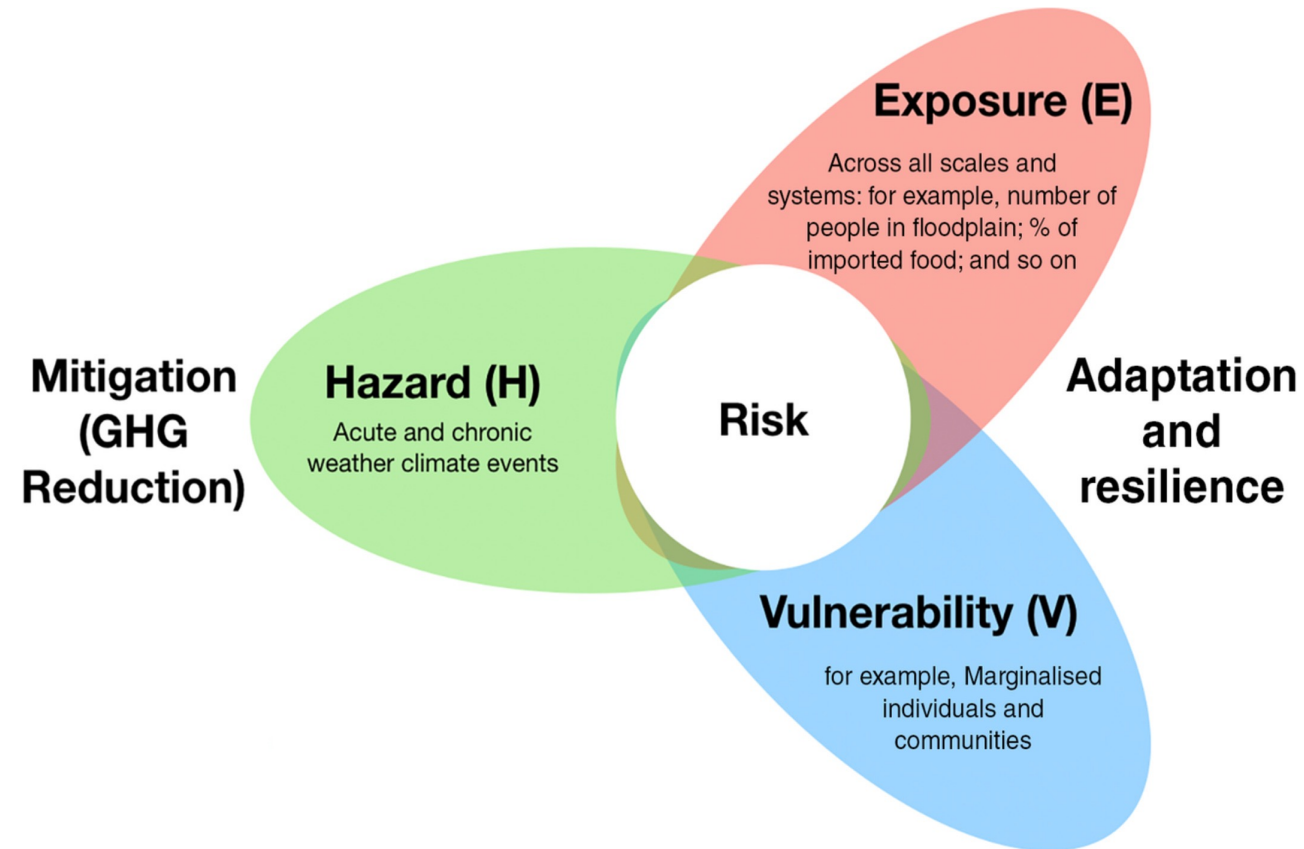 Exposure (E)
Across all scales and
systems: for example, number of
people in floodplain; % of
imported food; and so on
Mitigation
(GHG
Reduction)
Hazard (H)
Acute and chronic
weather climate events
Risk
Adaptation
and
resilience
Vulnerability (V)
for example, Marginalised
individuals and
communities